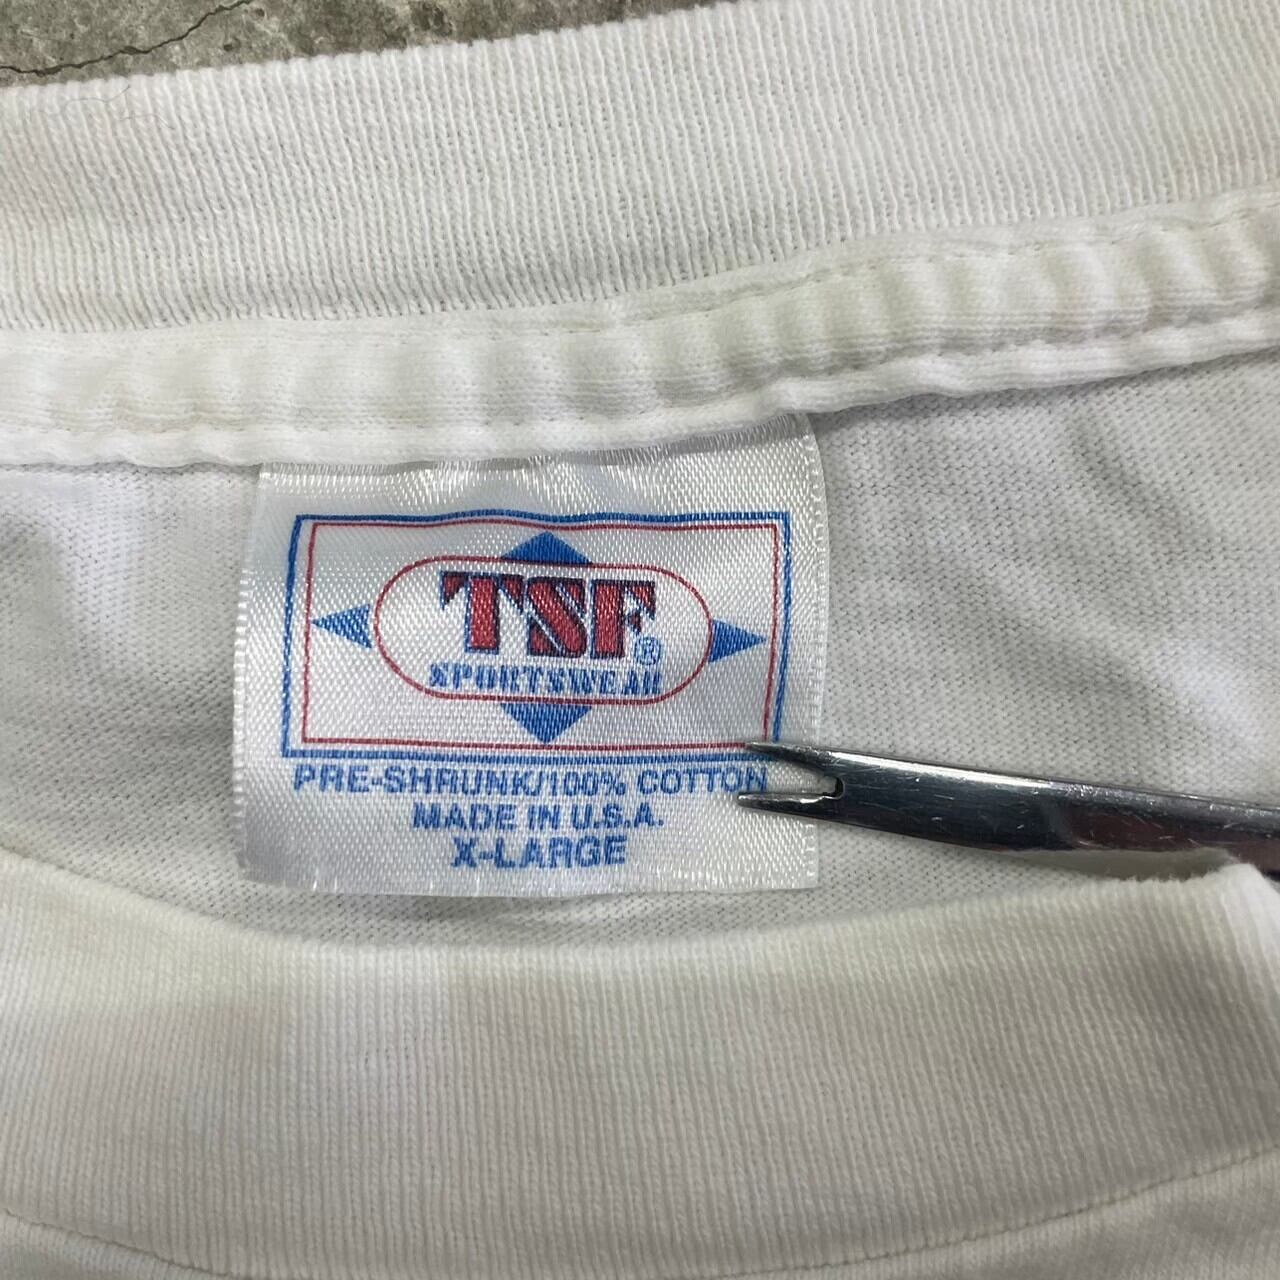 TSF®
SPORTSWEAR
PRE-SHRUNK/100% COTTON
MADE IN U.S.A.
X-LARGE